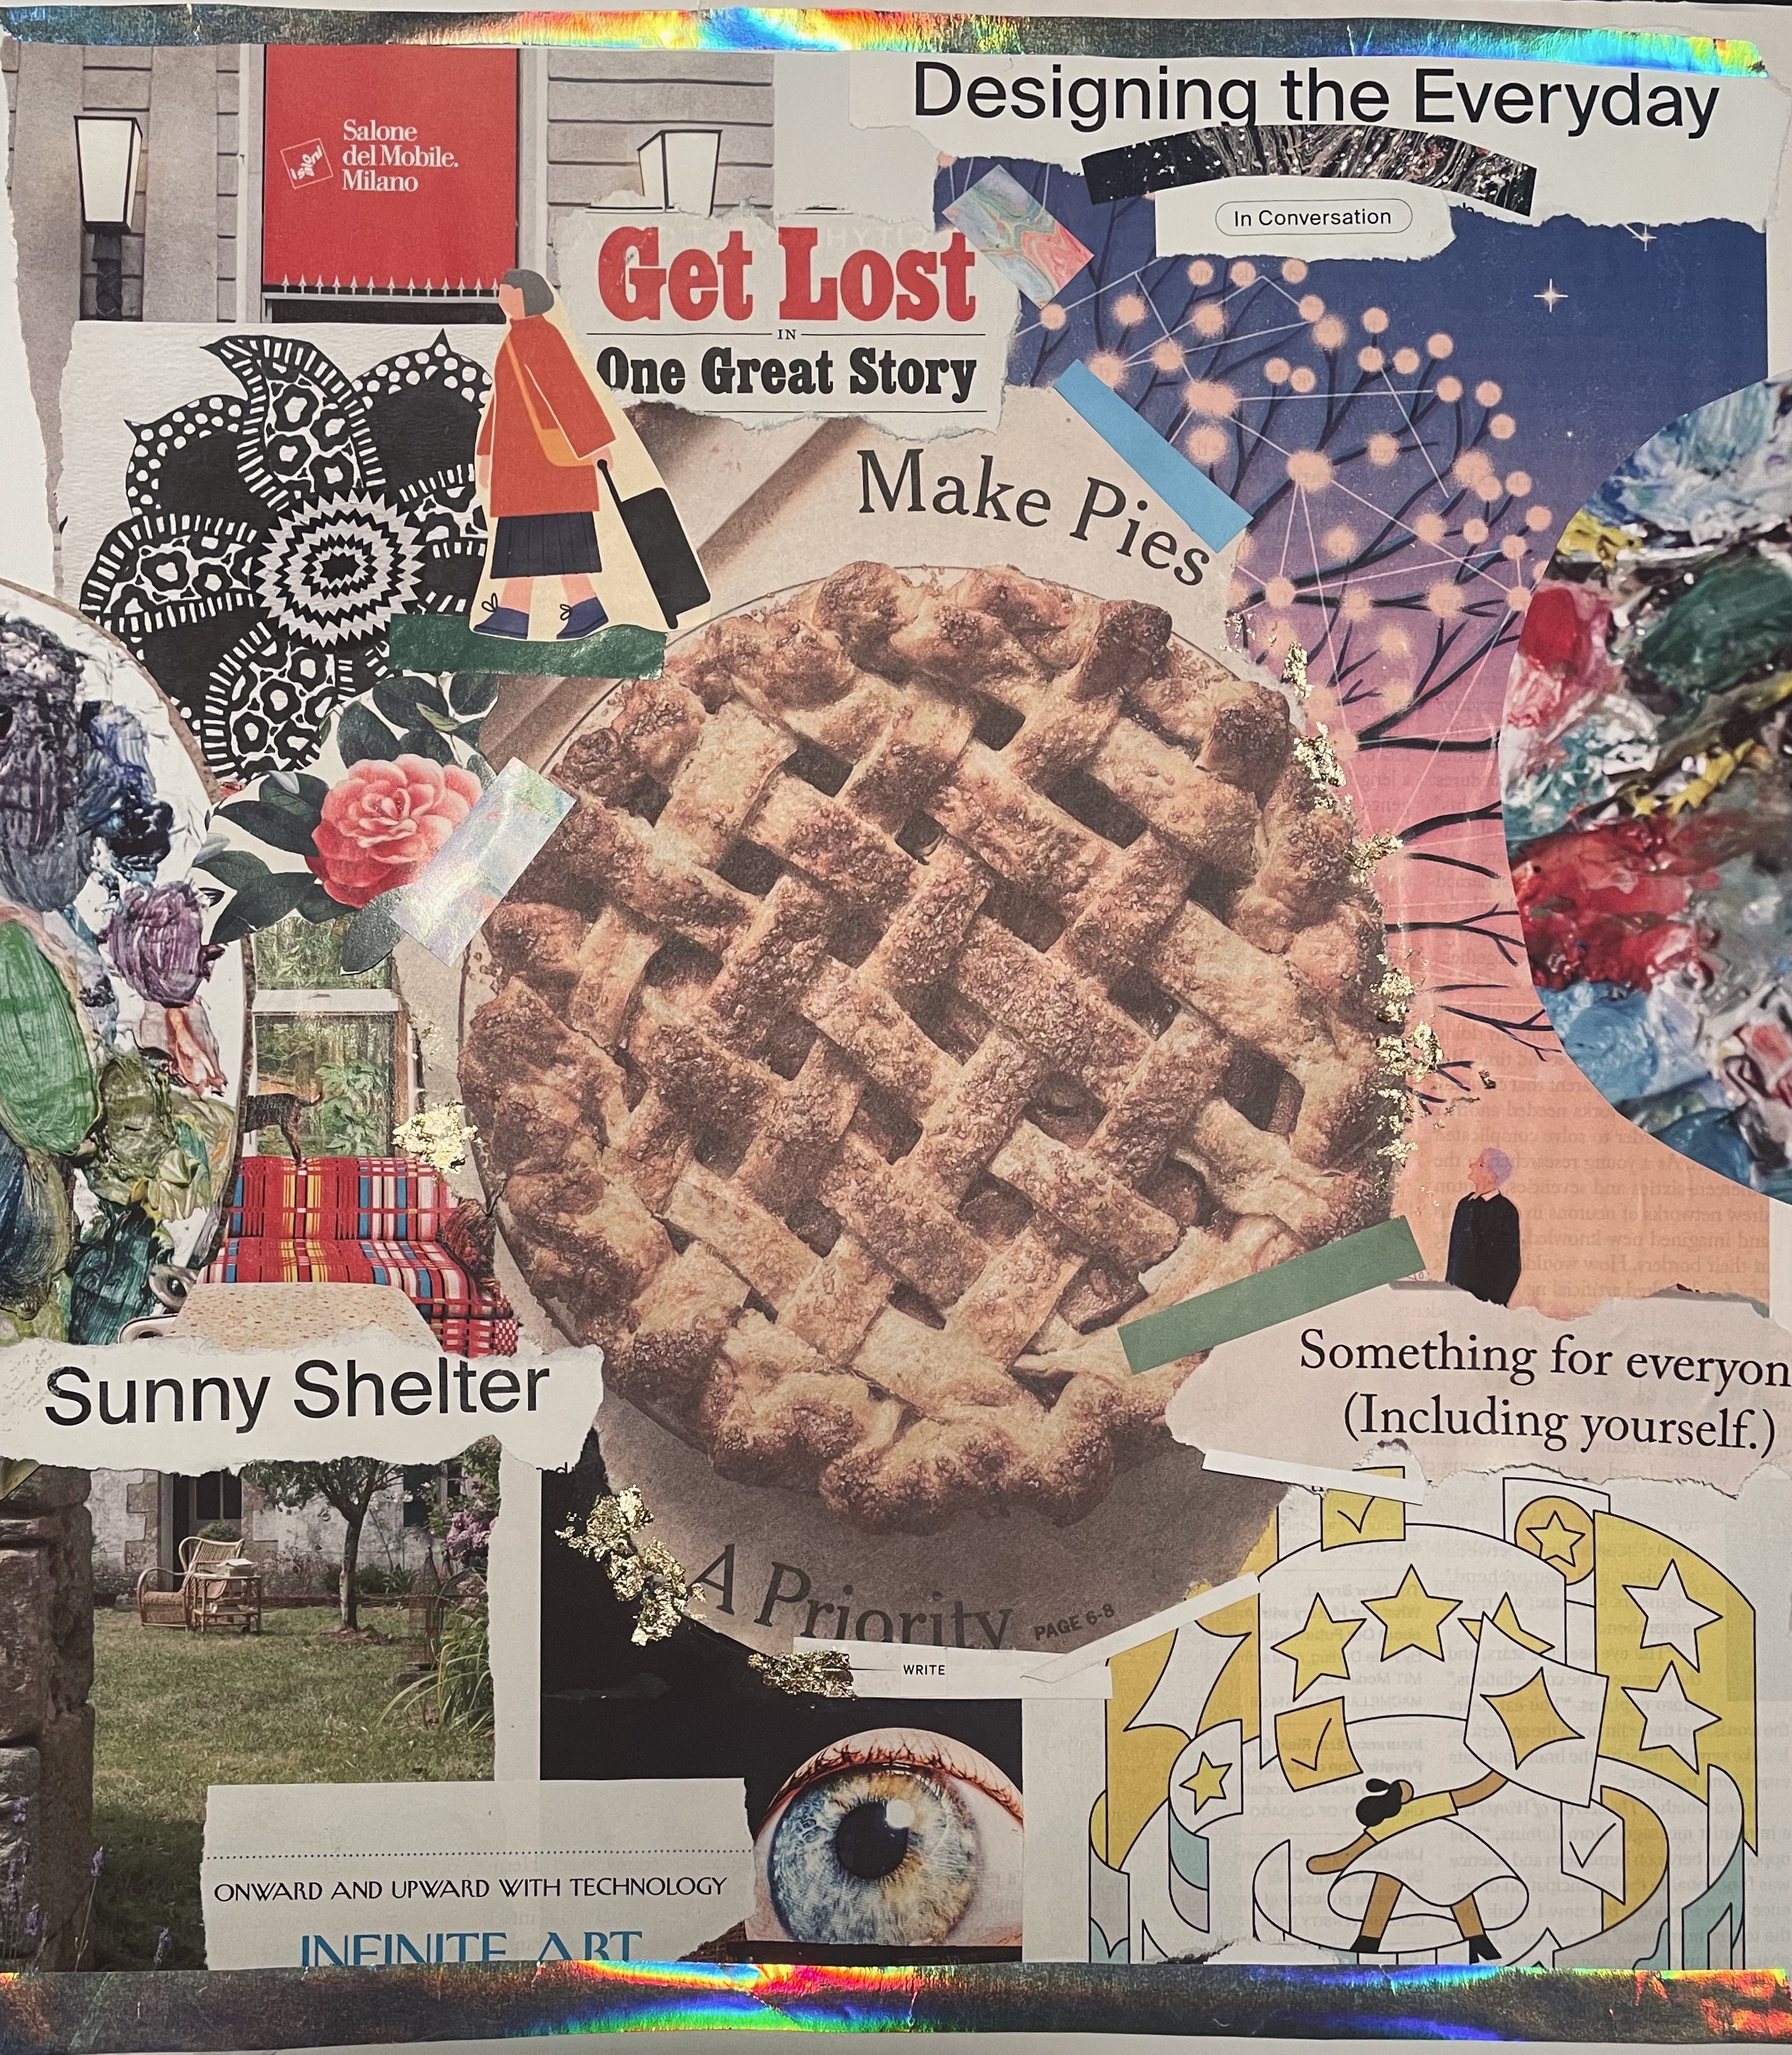 Salone
del Mobile.
Milano
Designing the Everyday
In Conversation
Get Lost
IN
One Great Story
Make Pies
Sunny Shelter
Something for everyon
(Including yourself.)
A Priority PAGE 6-8
WRITE
ONWARD AND UPWARD WITH TECHNOLOGY
INFINITE ART